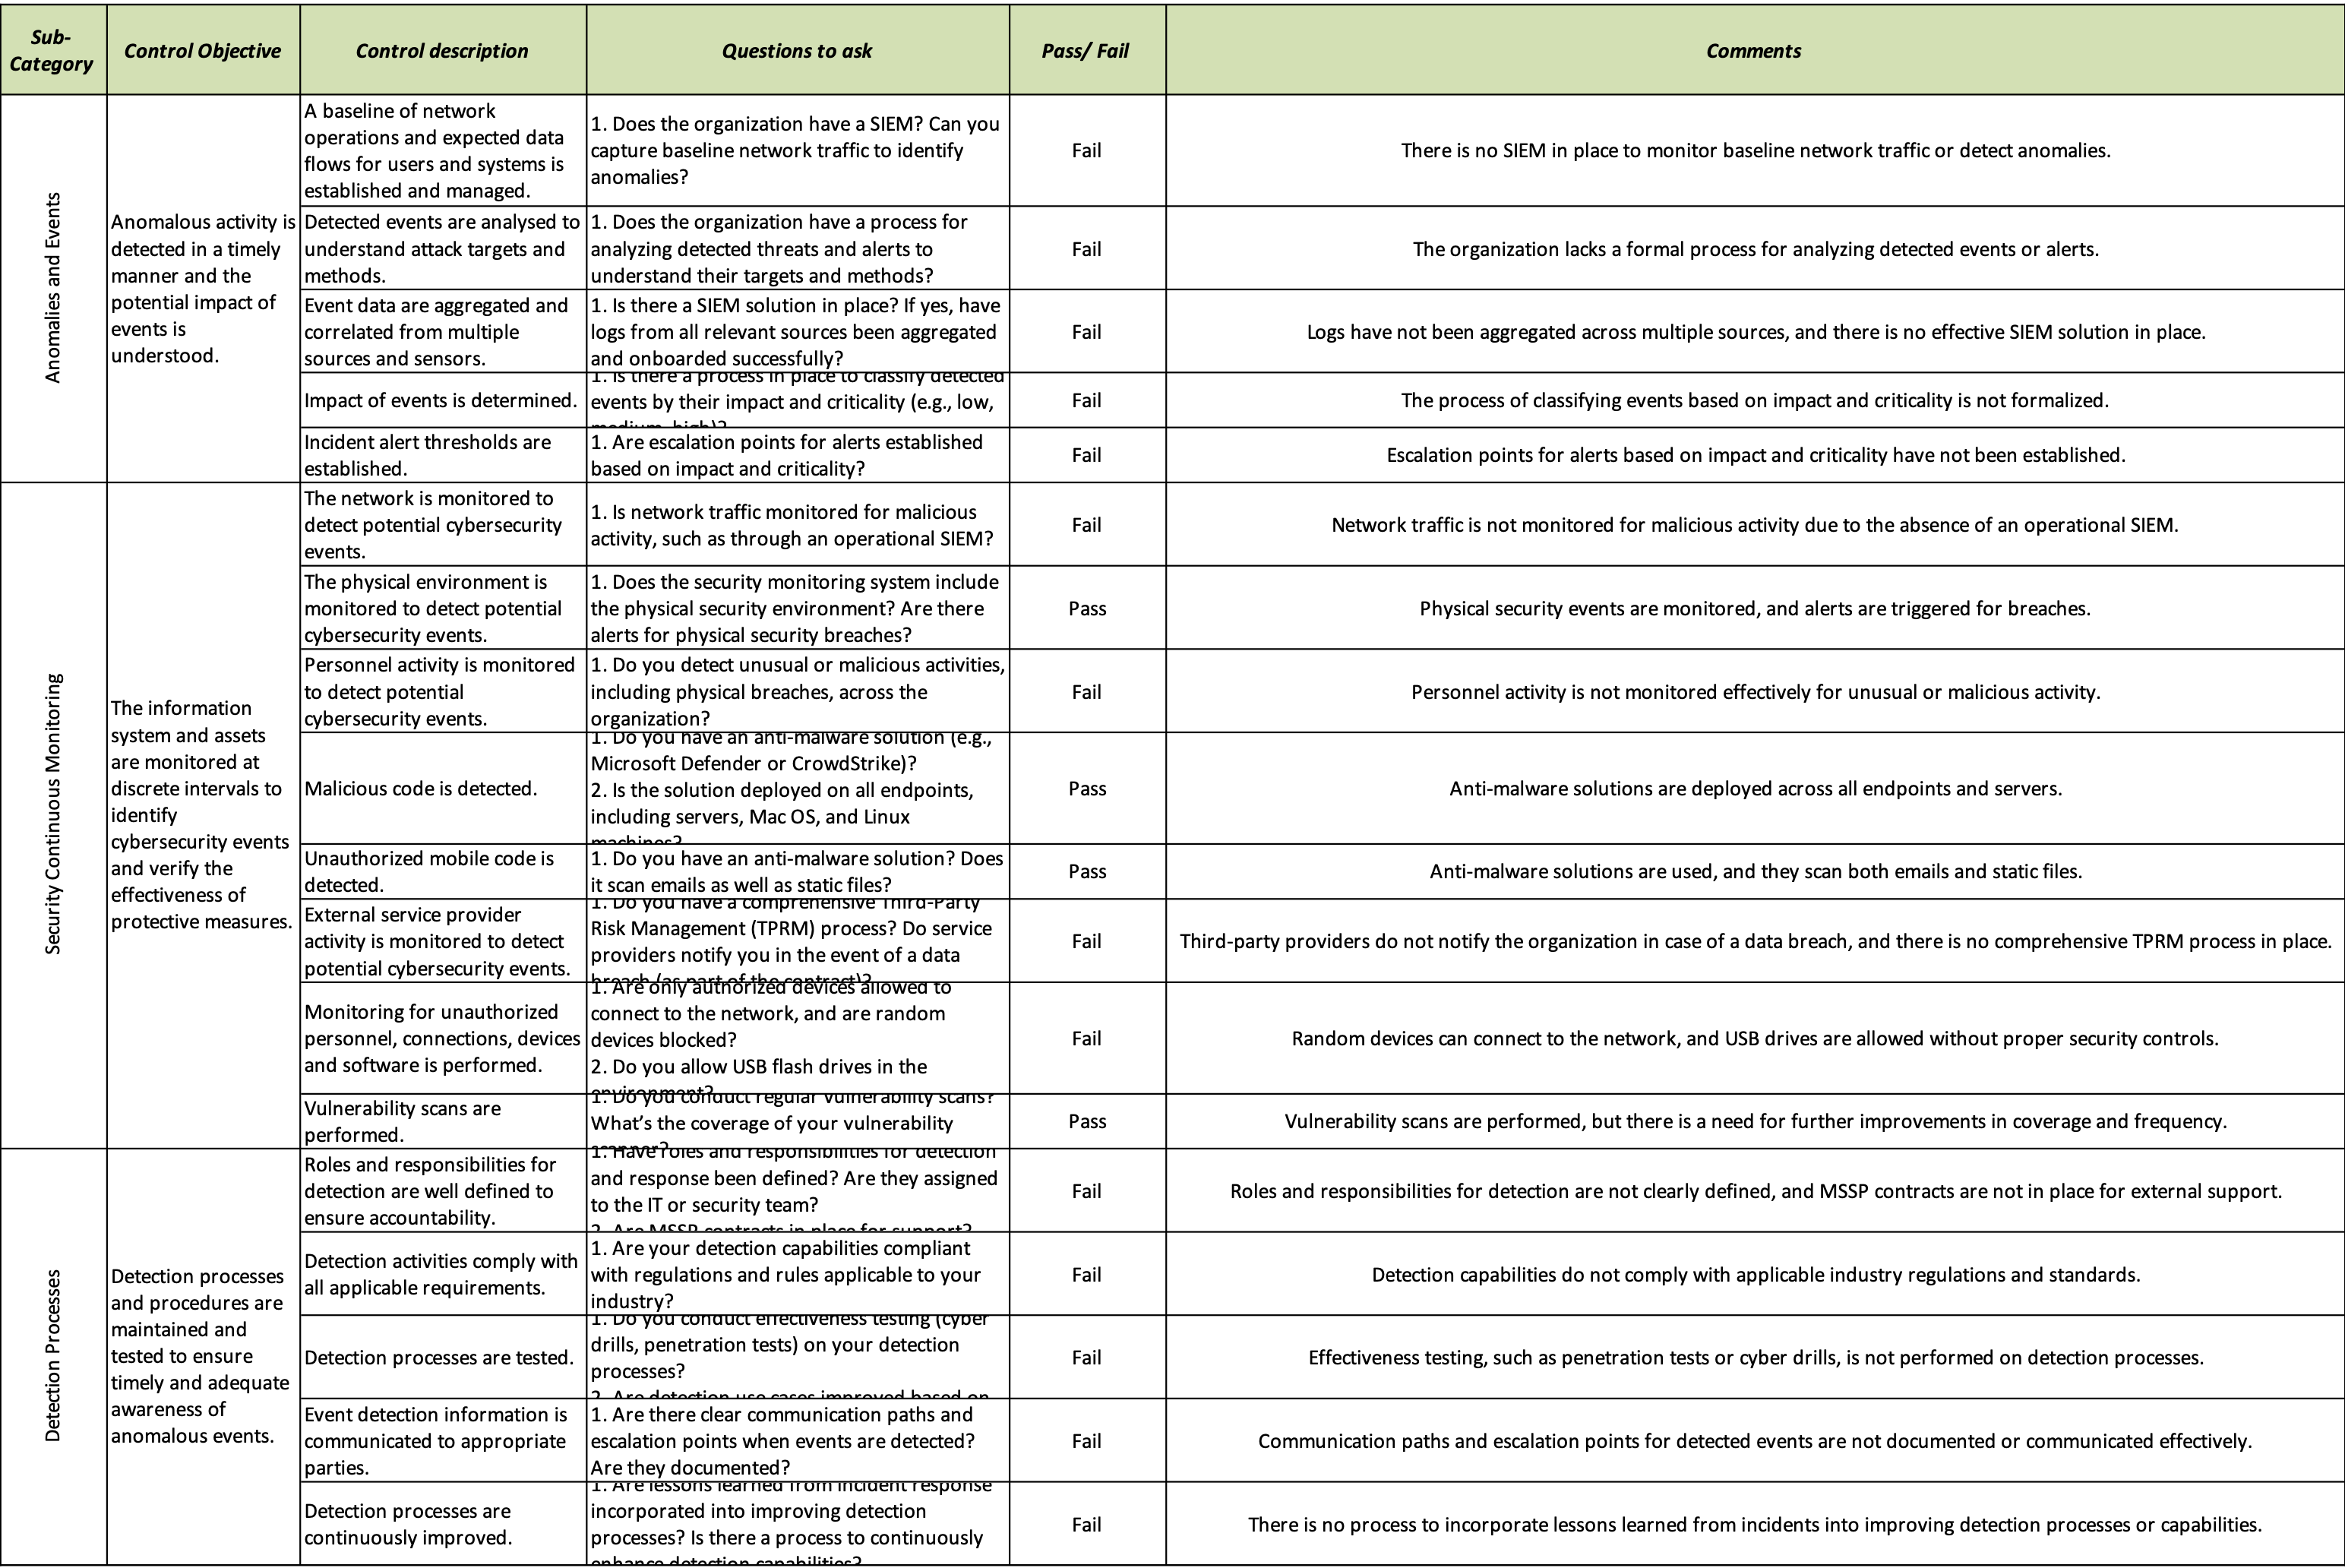 Sub-
Category
Control Objective
Control description
Questions to ask
Pass/ Fail
Comments
Anomalies and Events
Anomalous activity is
detected in a timely
manner and the
potential impact of
events is
understood.
A baseline of network
operations and expected data
flows for users and systems is
established and managed.
1. Does the organization have a SIEM? Can you
capture baseline network traffic to identify
anomalies?
Fail
There is no SIEM in place to monitor baseline network traffic or detect anomalies.
Detected events are analysed to
understand attack targets and
methods.
1. Does the organization have a process for
analyzing detected threats and alerts to
understand their targets and methods?
Fail
The organization lacks a formal process for analyzing detected events or alerts.
Event data are aggregated and
correlated from multiple
sources and sensors.
1. Is there a SIEM solution in place? If yes, have
logs from all relevant sources been aggregated
and onboarded successfully?
Fail
Logs have not been aggregated across multiple sources, and there is no effective SIEM solution in place.
Impact of events is determined.
1. Is there a process in place to classify detected
events by their impact and criticality (e.g., low,
medium, high)?
Fail
The process of classifying events based on impact and criticality is not formalized.
Incident alert thresholds are
established.
1. Are escalation points for alerts established
based on impact and criticality?
Fail
Escalation points for alerts based on impact and criticality have not been established.
Security Continuous Monitoring
The information
system and assets
are monitored at
discrete intervals to
identify
cybersecurity events
and verify the
effectiveness of
protective measures.
The network is monitored to
detect potential cybersecurity
events.
1. Is network traffic monitored for malicious
activity, such as through an operational SIEM?
Fail
Network traffic is not monitored for malicious activity due to the absence of an operational SIEM.
The physical environment is
monitored to detect potential
cybersecurity events.
1. Does the security monitoring system include
the physical security environment? Are there
alerts for physical security breaches?
Pass
Physical security events are monitored, and alerts are triggered for breaches.
Personnel activity is monitored
to detect potential
cybersecurity events.
1. Do you detect unusual or malicious activities,
including physical breaches, across the
organization?
Fail
Personnel activity is not monitored effectively for unusual or malicious activity.
Malicious code is detected.
1. Do you have an anti-malware solution (e.g.,
Microsoft Defender or CrowdStrike)?
2. Is the solution deployed on all endpoints,
including servers, Mac OS, and Linux
machines?
Pass
Anti-malware solutions are deployed across all endpoints and servers.
Unauthorized mobile code is
detected.
1. Do you have an anti-malware solution? Does
it scan emails as well as static files?
Pass
Anti-malware solutions are used, and they scan both emails and static files.
External service provider
activity is monitored to detect
potential cybersecurity events.
1. Do you have a comprehensive Third-Party
Risk Management (TPRM) process? Do service
providers notify you in the event of a data
breach (as part of the contract)?
Fail
Third-party providers do not notify the organization in case of a data breach, and there is no comprehensive TPRM process in place.
Monitoring for unauthorized
personnel, connections, devices
and software is performed.
1. Are only authorized devices allowed to
connect to the network, and are random
devices blocked?
2. Do you allow USB flash drives in the
environment?
Fail
Random devices can connect to the network, and USB drives are allowed without proper security controls.
Vulnerability scans are
performed.
1. Do you conduct regular vulnerability scans?
What’s the coverage of your vulnerability
scanner?
Pass
Vulnerability scans are performed, but there is a need for further improvements in coverage and frequency.
Detection Processes
Detection processes
and procedures are
maintained and
tested to ensure
timely and adequate
awareness of
anomalous events.
Roles and responsibilities for
detection are well defined to
ensure accountability.
1. Have roles and responsibilities for detection
and response been defined? Are they assigned
to the IT or security team?
2. Are MSSP contracts in place for support?
Fail
Roles and responsibilities for detection are not clearly defined, and MSSP contracts are not in place for external support.
Detection activities comply with
all applicable requirements.
1. Are your detection capabilities compliant
with regulations and rules applicable to your
industry?
Fail
Detection capabilities do not comply with applicable industry regulations and standards.
Detection processes are tested.
1. Do you conduct effectiveness testing (cyber
drills, penetration tests) on your detection
processes?
2. Are detection use cases improved based on
Fail
Effectiveness testing, such as penetration tests or cyber drills, is not performed on detection processes.
Event detection information is
communicated to appropriate
parties.
1. Are there clear communication paths and
escalation points when events are detected?
Are they documented?
Fail
Communication paths and escalation points for detected events are not documented or communicated effectively.
Detection processes are
continuously improved.
1. Are lessons learned from incident response
incorporated into improving detection
processes? Is there a process to continuously
enhance detection capabilities?
Fail
There is no process to incorporate lessons learned from incidents into improving detection processes or capabilities.